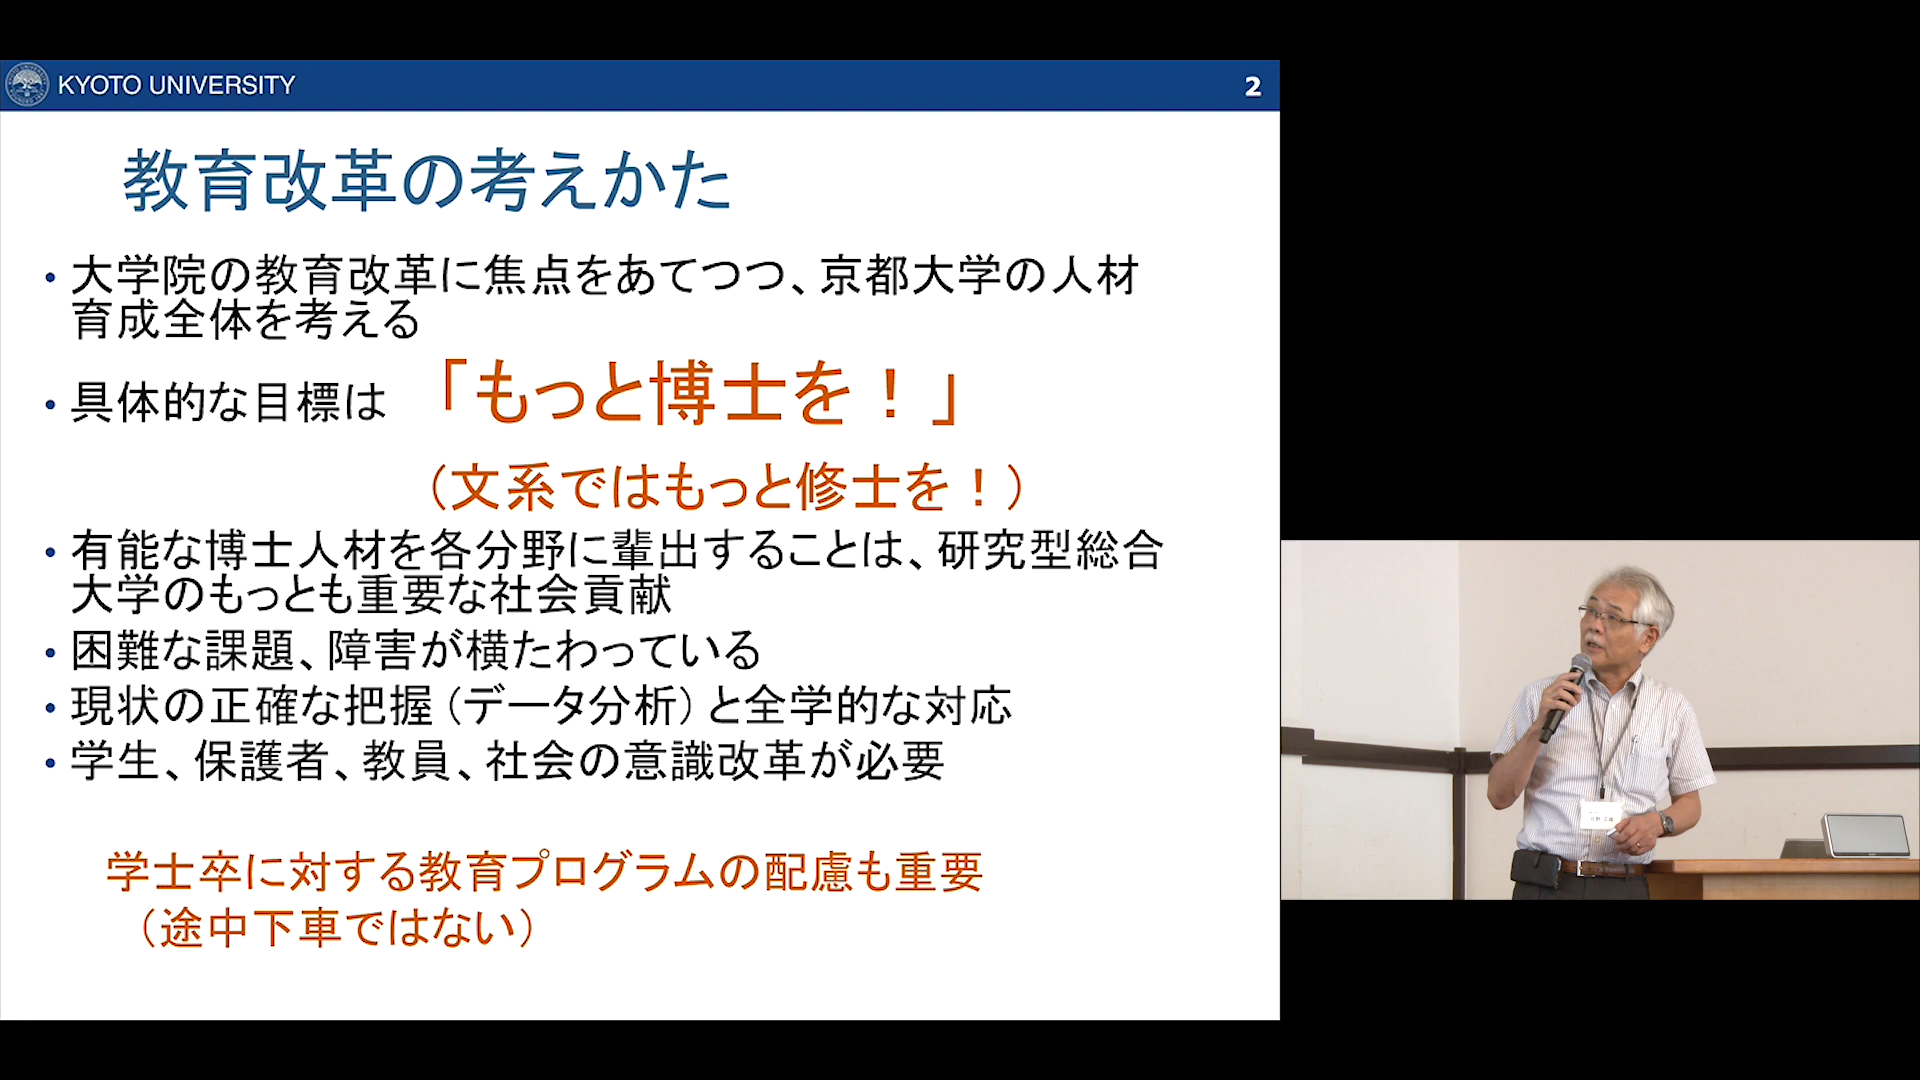 KYOTO UNIVERSITY
2
教育改革の考えかた
• 大学院の教育改革に焦点をあてつつ、京都大学の人材
育成全体を考える
• 具体的な目標は 「もっと博士を！」
（文系ではもっと修士を！）
• 有能な博士人材を各分野に輩出することは、研究型総合
大学のもっとも重要な社会貢献
• 困難な課題、障害が横たわっている
• 現状の正確な把握（データ分析）と全学的な対応
• 学生、保護者、教員、社会の意識改革が必要
学士卒に対する教育プログラムの配慮も重要
（途中下車ではない）